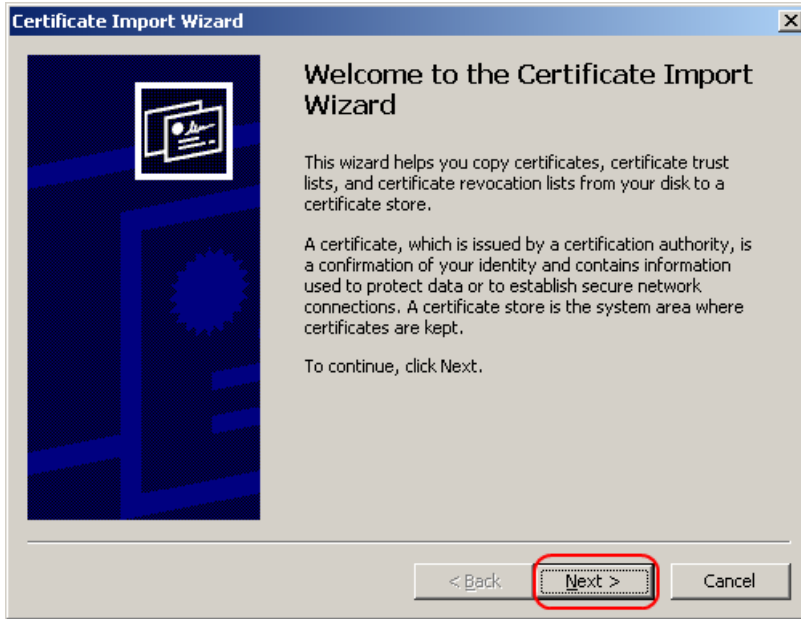 Certificate Import Wizard
Welcome to the Certificate Import
Wizard
This wizard helps you copy certificates, certificate trust
lists, and certificate revocation lists from your disk to a
certificate store.
A certificate, which is issued by a certification authority, is
a confirmation of your identity and contains information
used to protect data or to establish secure network
connections. A certificate store is the system area where
certificates are kept.
To continue, click Next.
< Back
Next >
Cancel